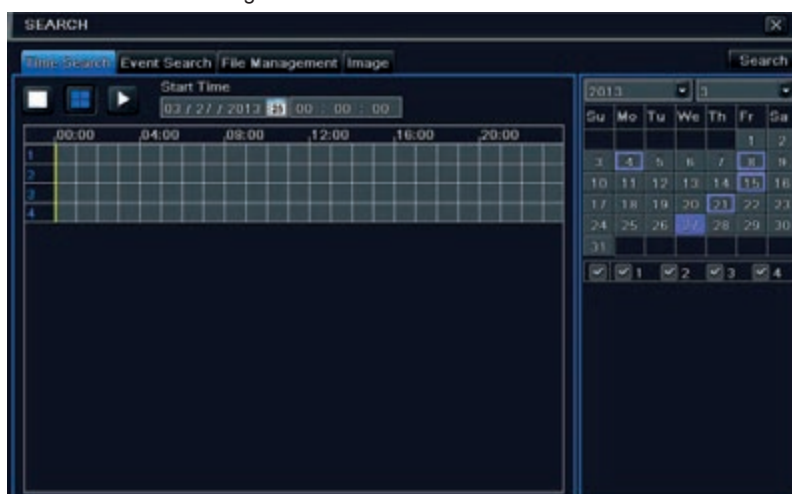 SEARCH
Time Search Event Search File Management Image
Search
Start Time
03 / 27 / 2013 00 : 00 : 00
00:00 04:00 08:00 12:00 16:00 20:00
1
2
3
4
2013 3
Su Mo Tu We Th Fr Sa
1 2
3 4 5 6 7 8 9
10 11 12 13 14 15 16
17 18 19 20 21 22 23
24 25 26 27 28 29 30
31
1 2 3 4